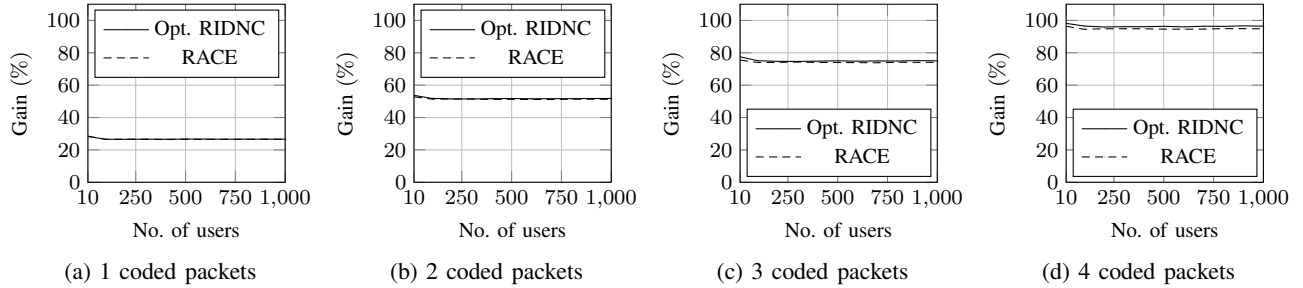 100
80
60
40
20
0
Gain (%)
Opt. RIDNC
RACE
10
250
500
750
1,000
No. of users
(a) 1 coded packets
100
80
60
40
20
0
Gain (%)
Opt. RIDNC
RACE
10
250
500
750
1,000
No. of users
(b) 2 coded packets
100
80
60
40
20
0
Gain (%)
Opt. RIDNC
RACE
10
250
500
750
1,000
No. of users
(c) 3 coded packets
100
80
60
40
20
0
Gain (%)
Opt. RIDNC
RACE
10
250
500
750
1,000
No. of users
(d) 4 coded packets